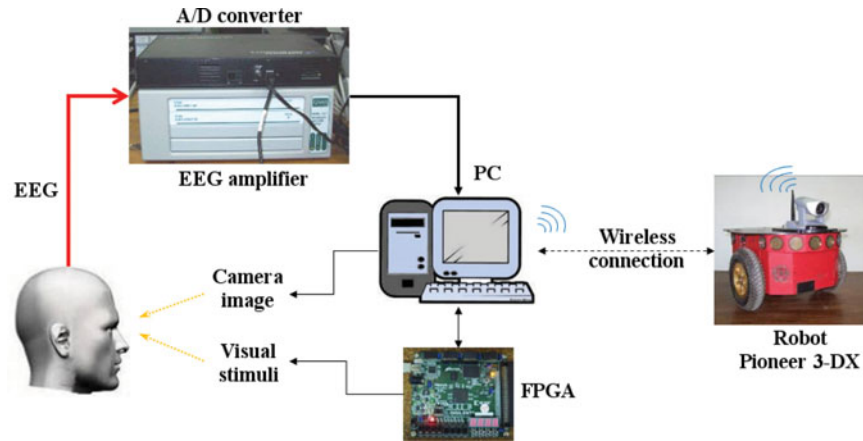 A/D converter
EEG amplifier
EEG
PC
Camera
image
Wireless
connection
Visual
stimuli
FPGA
Robot
Pioneer 3-DX